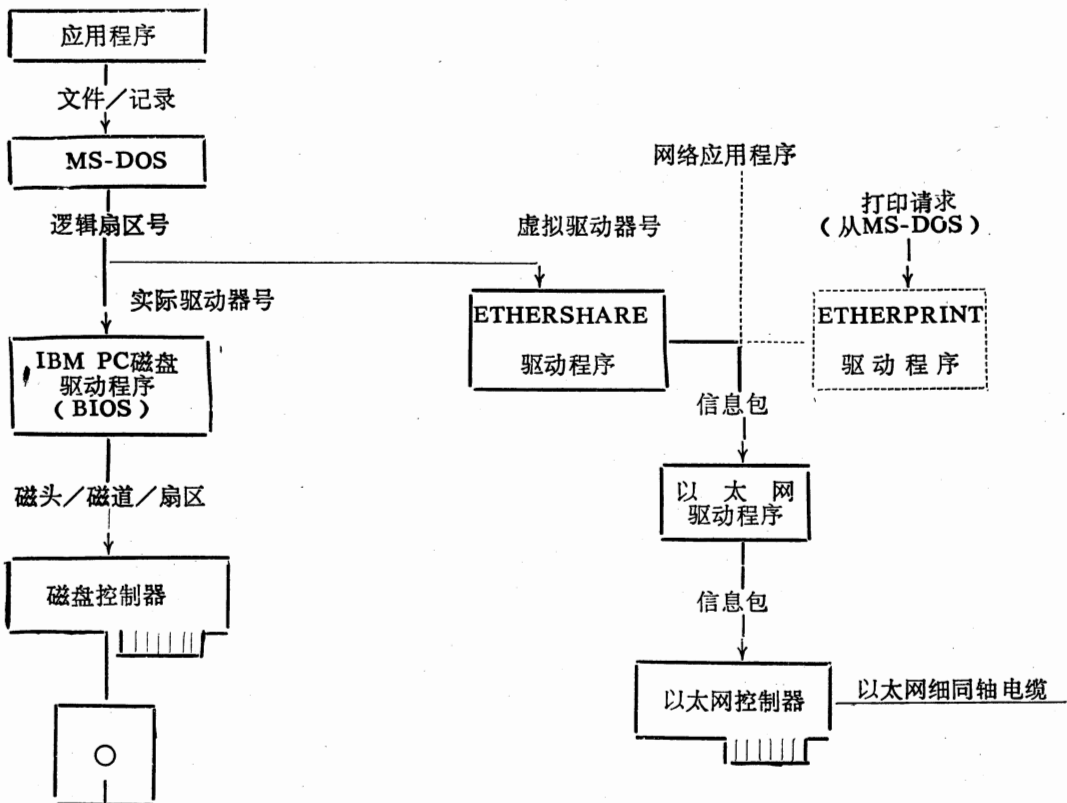 应用程序
文件／记录
MS-DOS
逻辑扇区号
实际驱动器号
IBM PC磁盘
驱动程序
（BIOS）
磁头／磁道／扇区
磁盘控制器
网络应用程序
虚拟驱动器号
打印请求
（从MS-DOS）
ETHERSHARE
驱动程序
ETHERPRINT
驱动程序
信息包
以太网
驱动程序
信息包
以太网控制器
以太网细同轴电缆